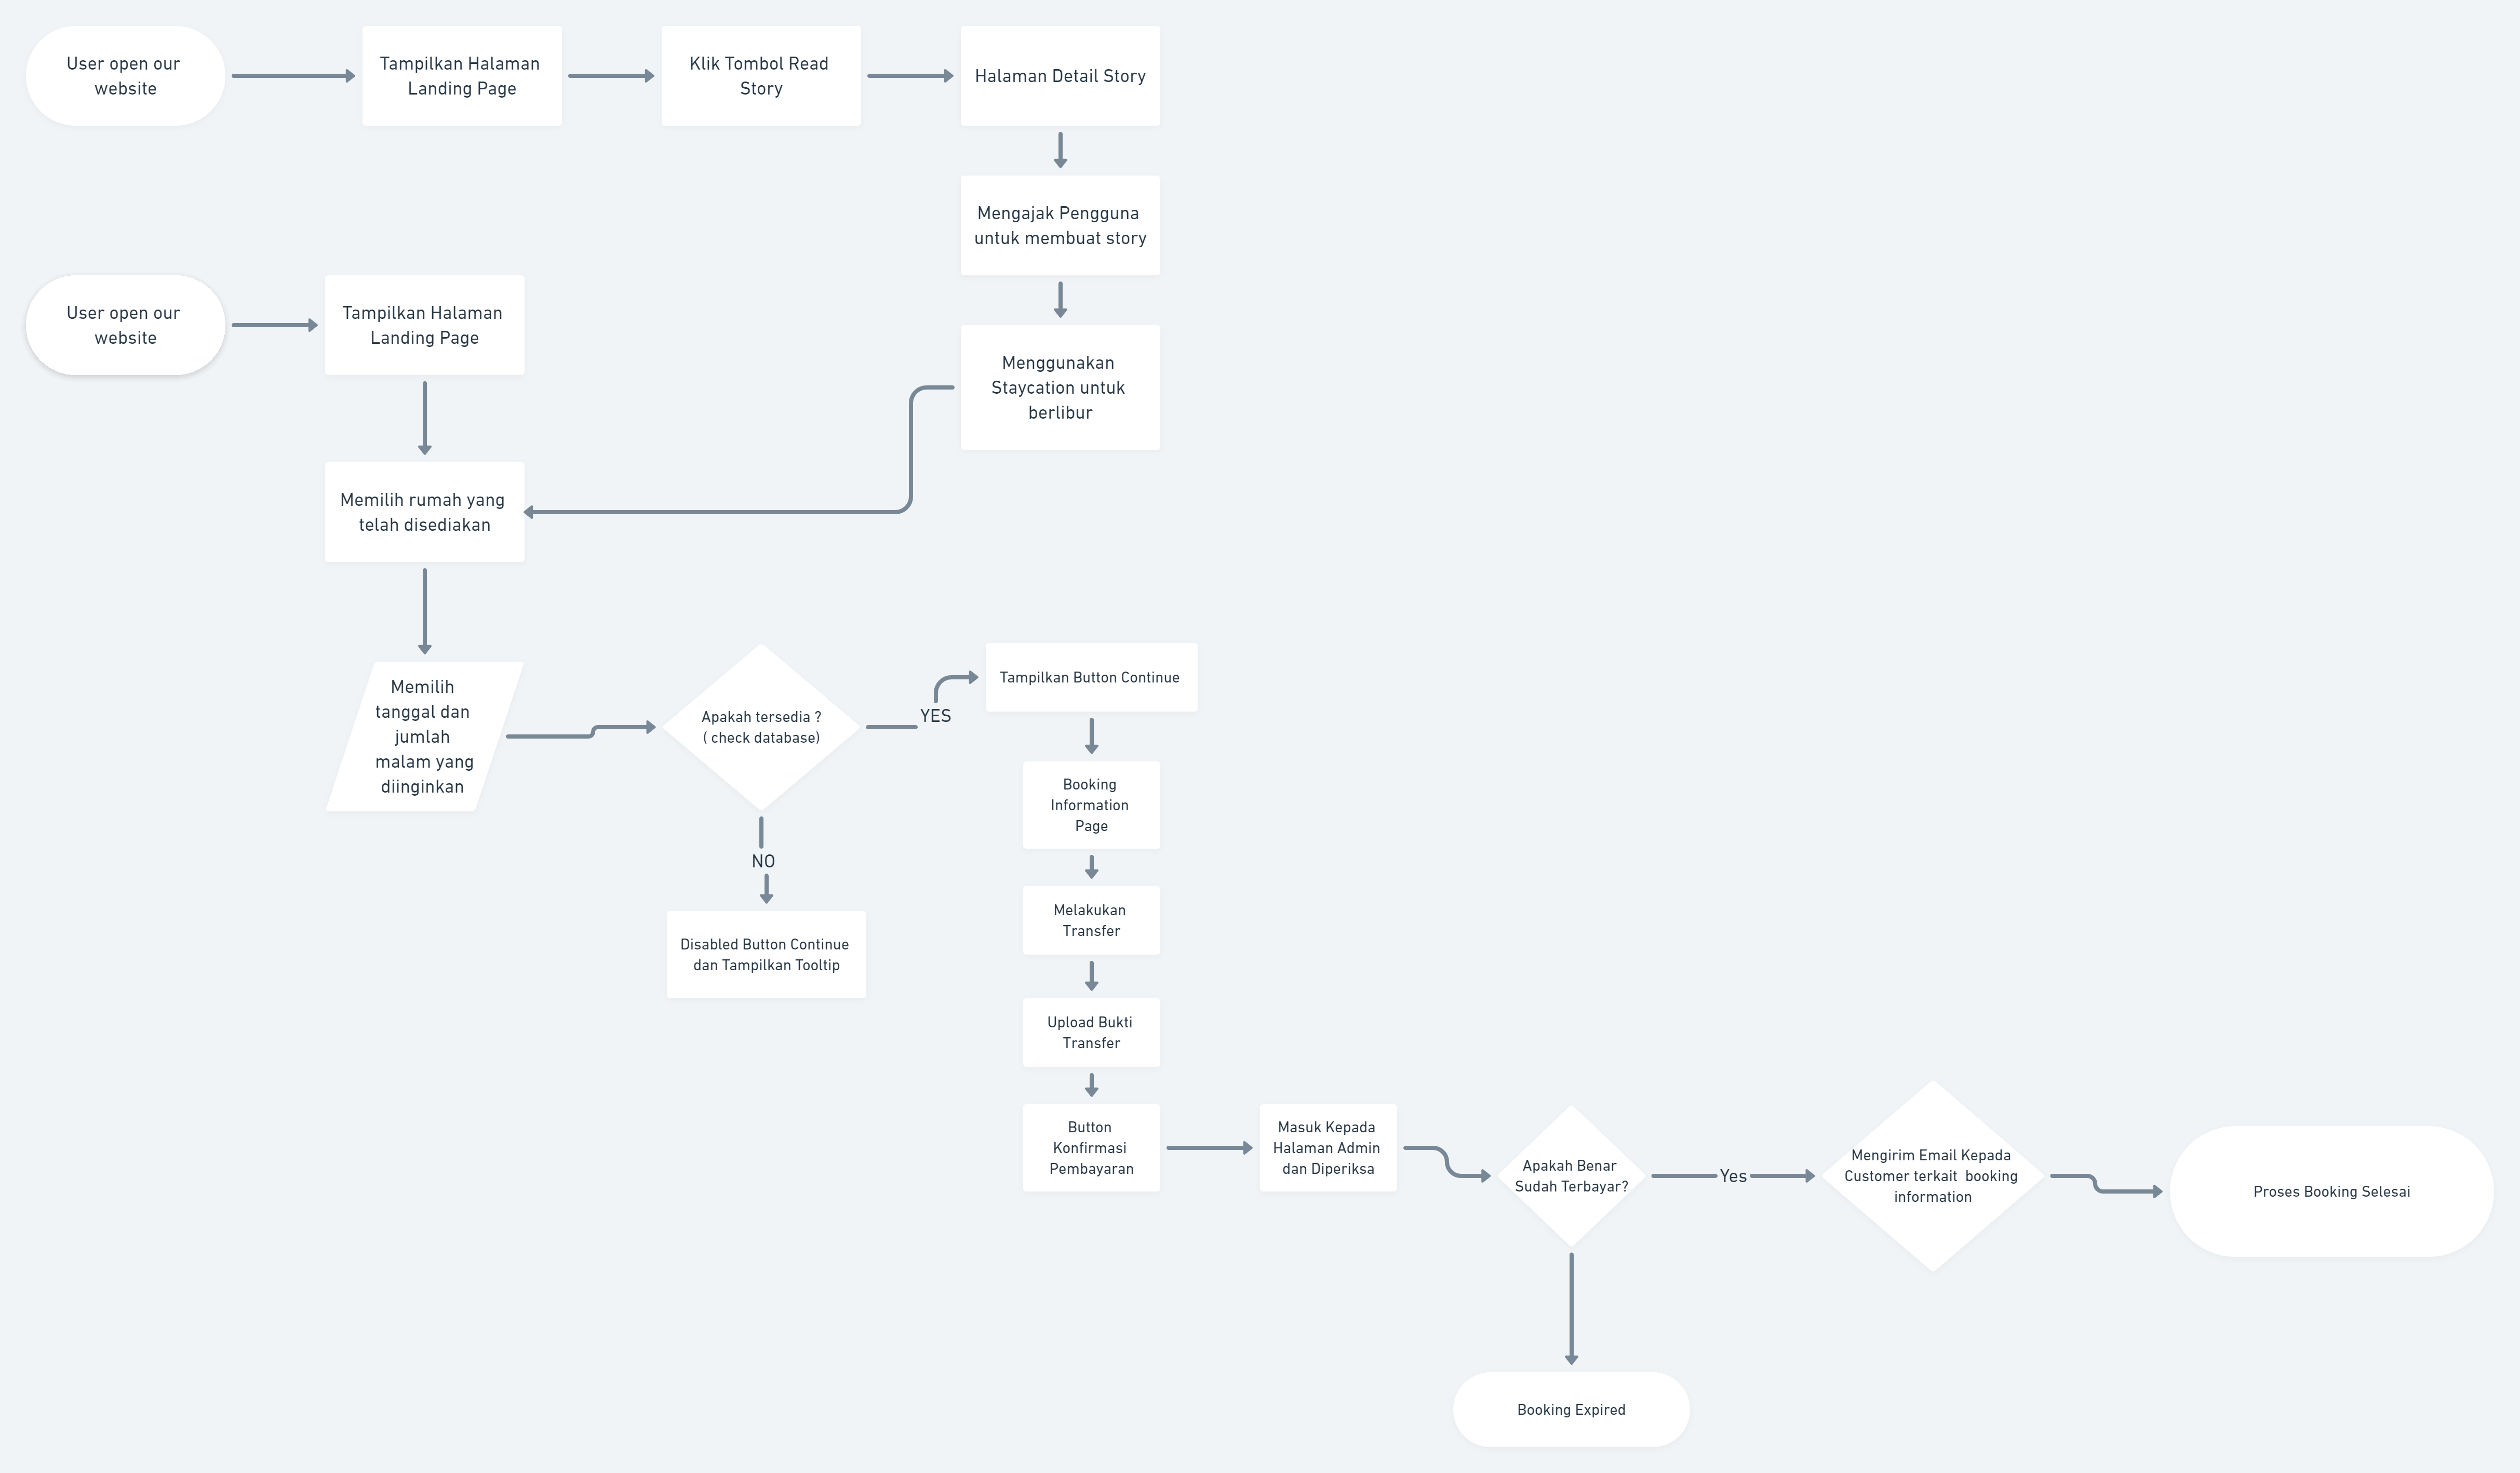 User open our
website
Tampilkan Halaman
Landing Page
Klik Tombol Read
Story
Halaman Detail Story
Mengajak Pengguna
untuk membuat story
User open our
website
Tampilkan Halaman
Landing Page
Menggunakan
Staycation untuk
berlibur
Memilih rumah yang
telah disediakan
Memilih
tanggal dan
jumlah
malam yang
diinginkan
Apakah tersedia ?
( check database)
YES
Tampilkan Button Continue
NO
Disabled Button Continue
dan Tampilkan Tooltip
Booking
Information
Page
Melakukan
Transfer
Upload Bukti
Transfer
Button
Konfirmasi
Pembayaran
Masuk Kepada
Halaman Admin
dan Diperiksa
Apakah Benar
Sudah Terbayar?
Yes
Mengirim Email Kepada
Customer terkait  booking
information
Proses Booking Selesai
Booking Expired